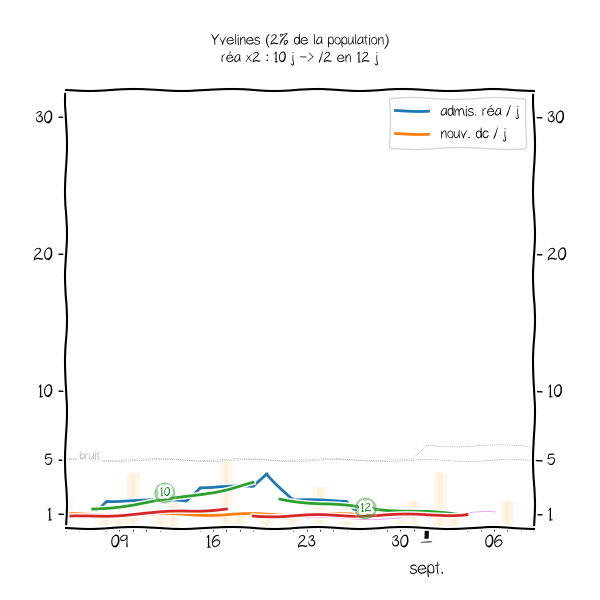 Yvelines (2% de la population)
réa x2 : 10 j -> /2 en 12 j
admis. réa / j
nouv. dc / j
30 30
20 20
10 10
5 bruit 5
10
12
1 1
09 16 23 30 06
sept.